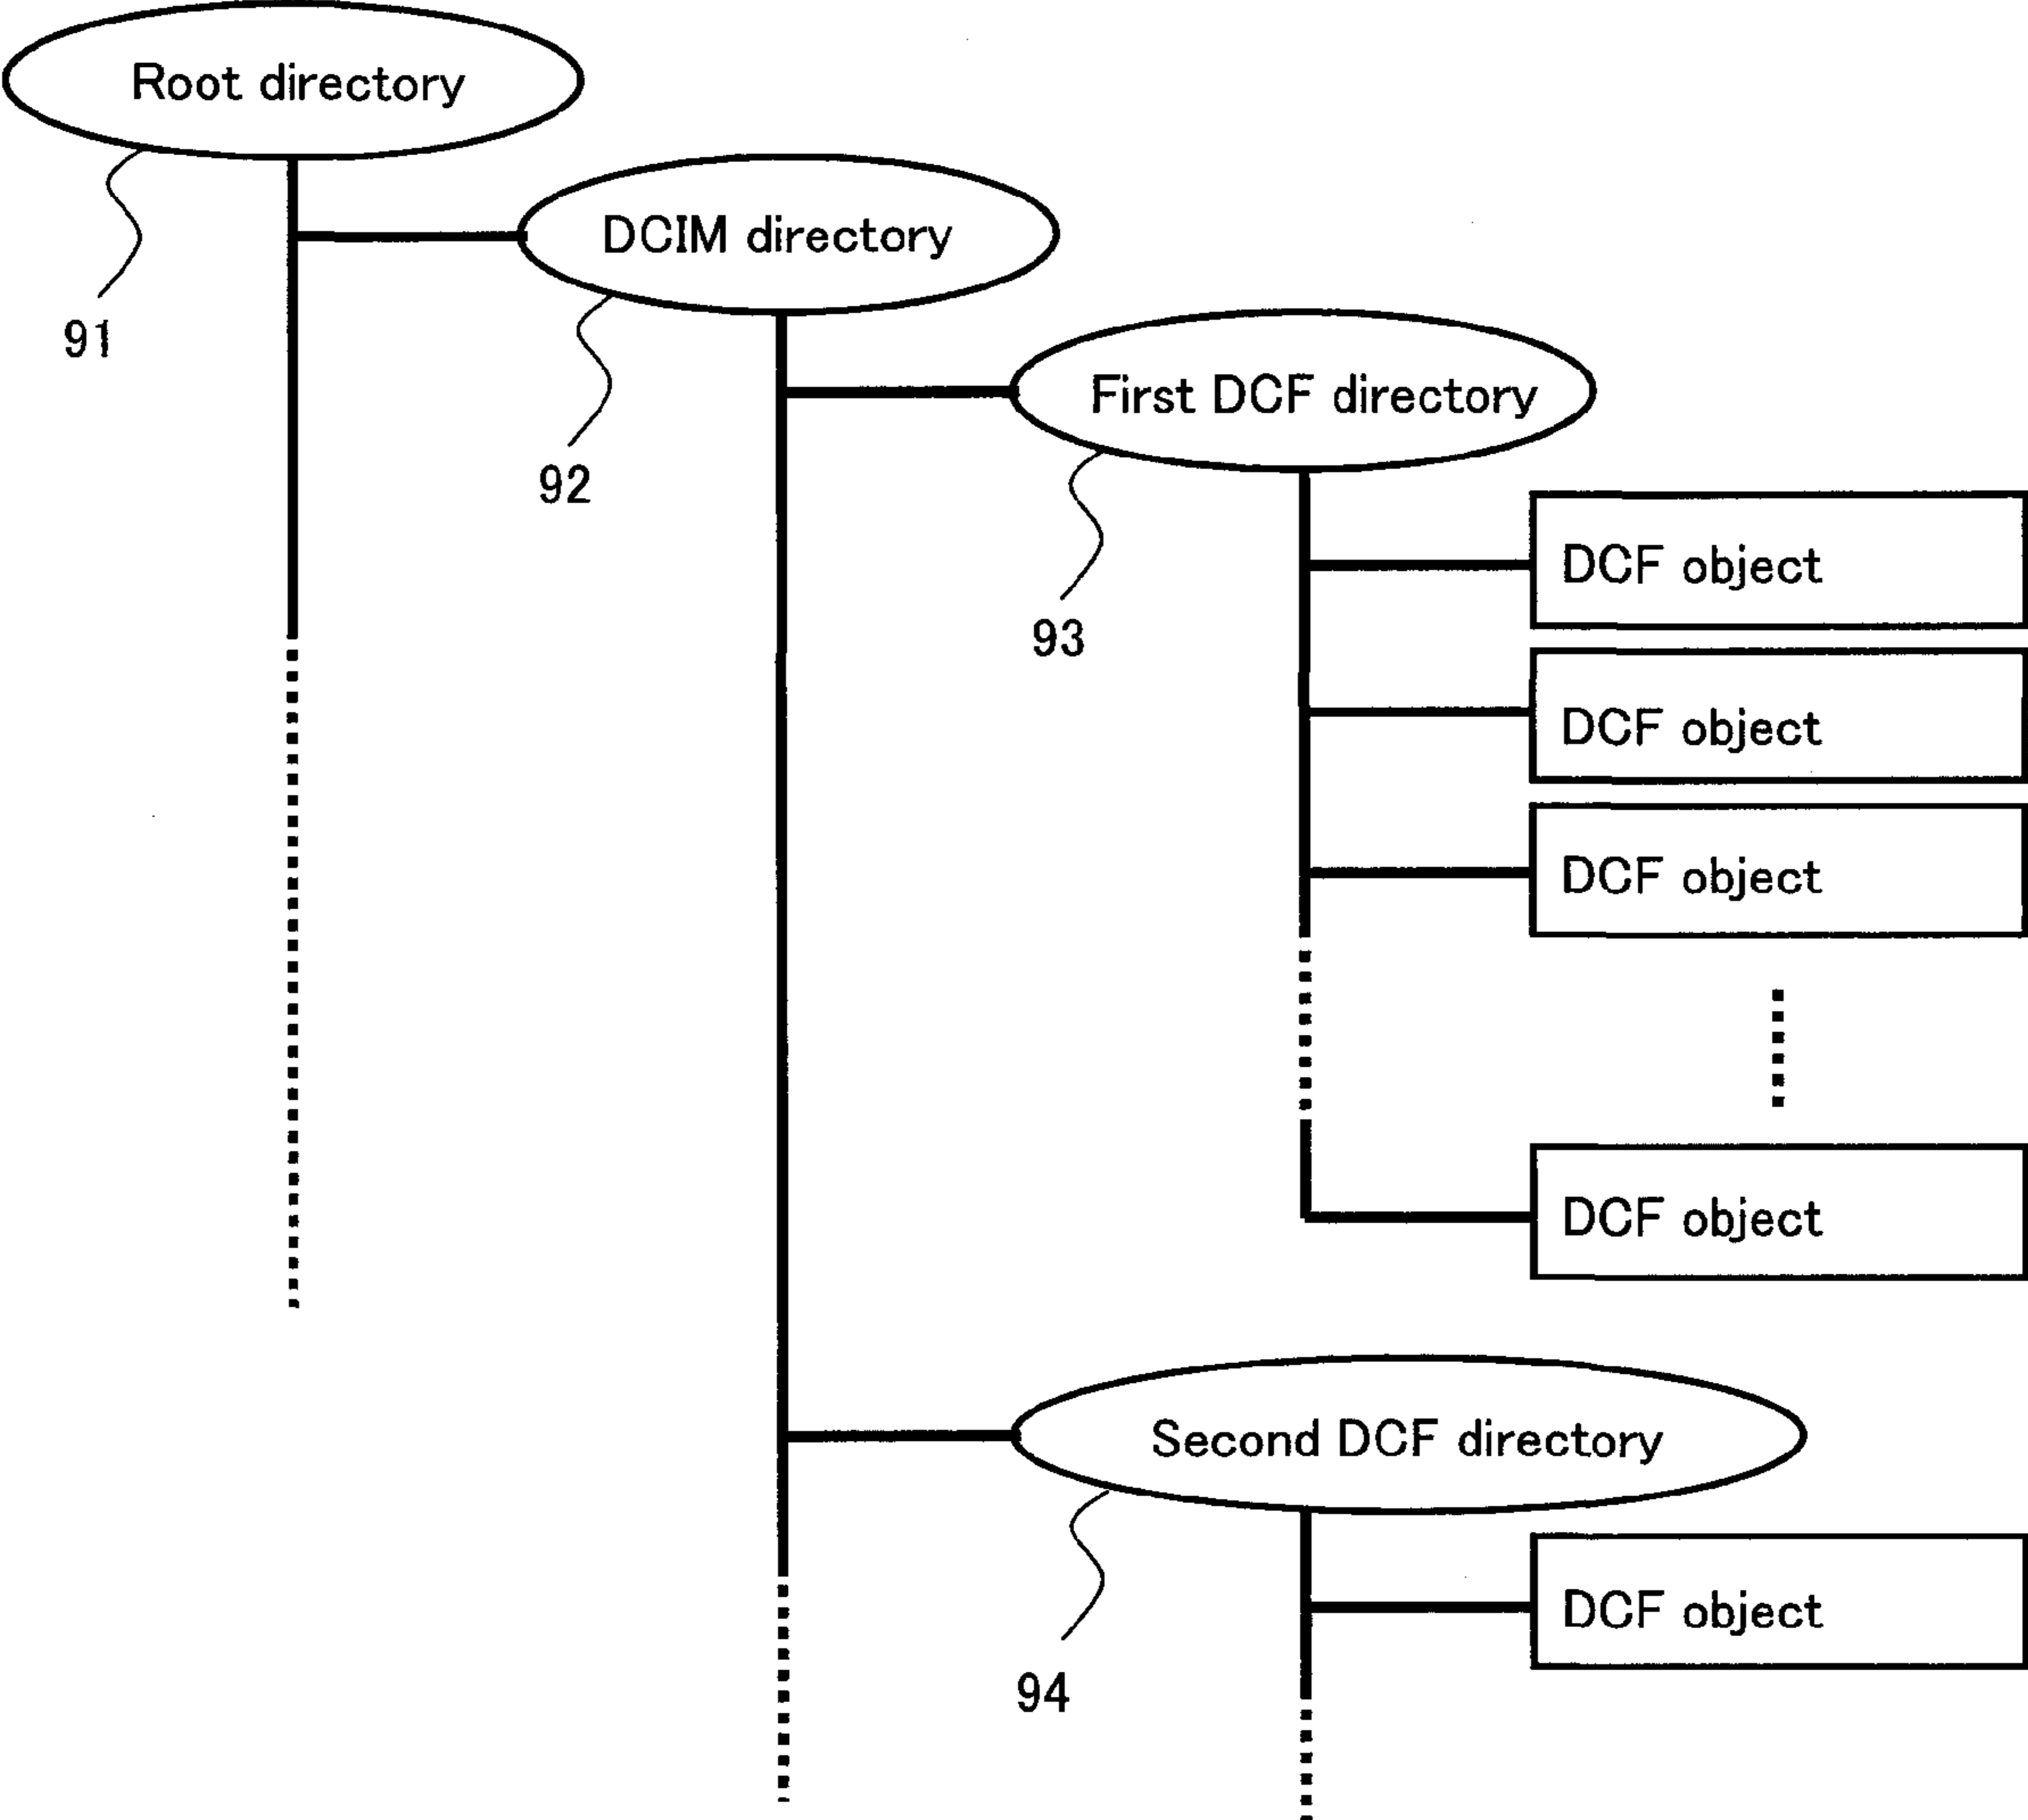 Root directory
DCIM directory
91
First DCF directory
92
DCF object
93
DCF object
DCF object
DCF object
Second DCF directory
DCF object
94